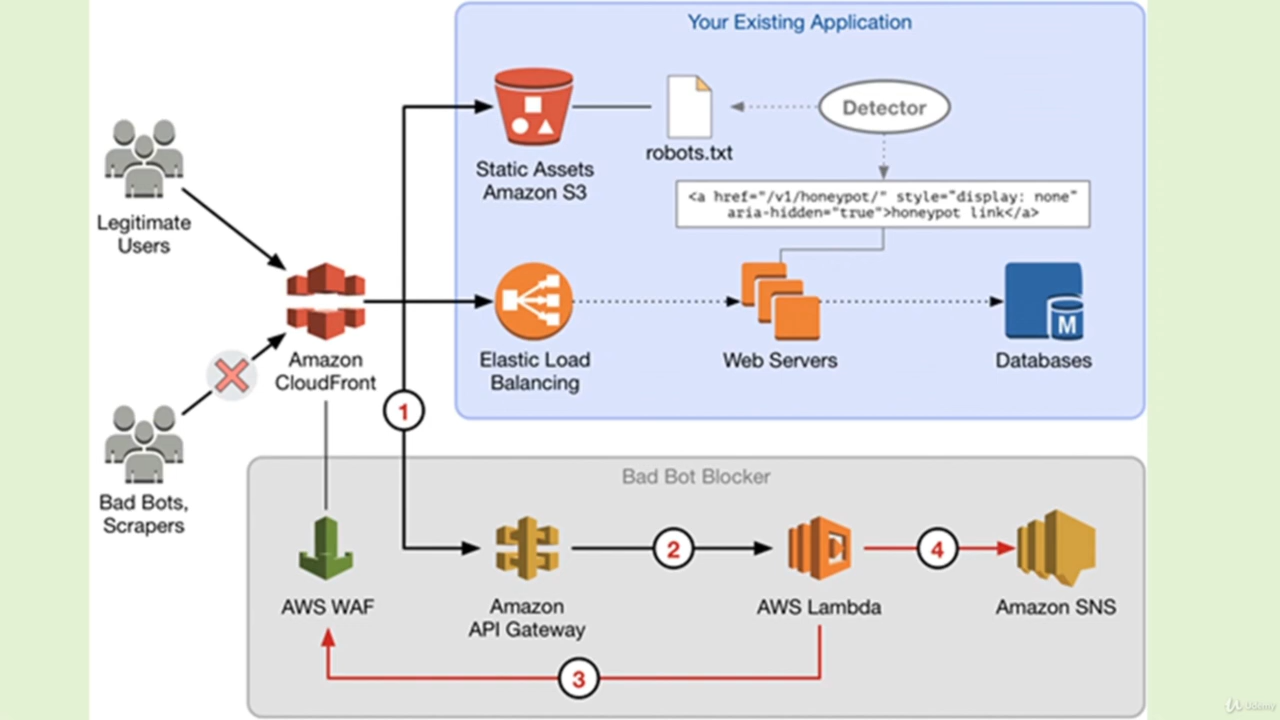 Your Existing Application
Detector
robots.txt
Static Assets
Amazon S3
<a href="/v1/honeypot/" style="display: none"
aria-hidden="true">honeypot link</a>
Legitimate
Users
Amazon
CloudFront
Elastic Load
Balancing
Web Servers
M
Databases
1
Bad Bots,
Scrapers
Bad Bot Blocker
2
4
AWS WAF
Amazon
API Gateway
AWS Lambda
Amazon SNS
3
Udemy